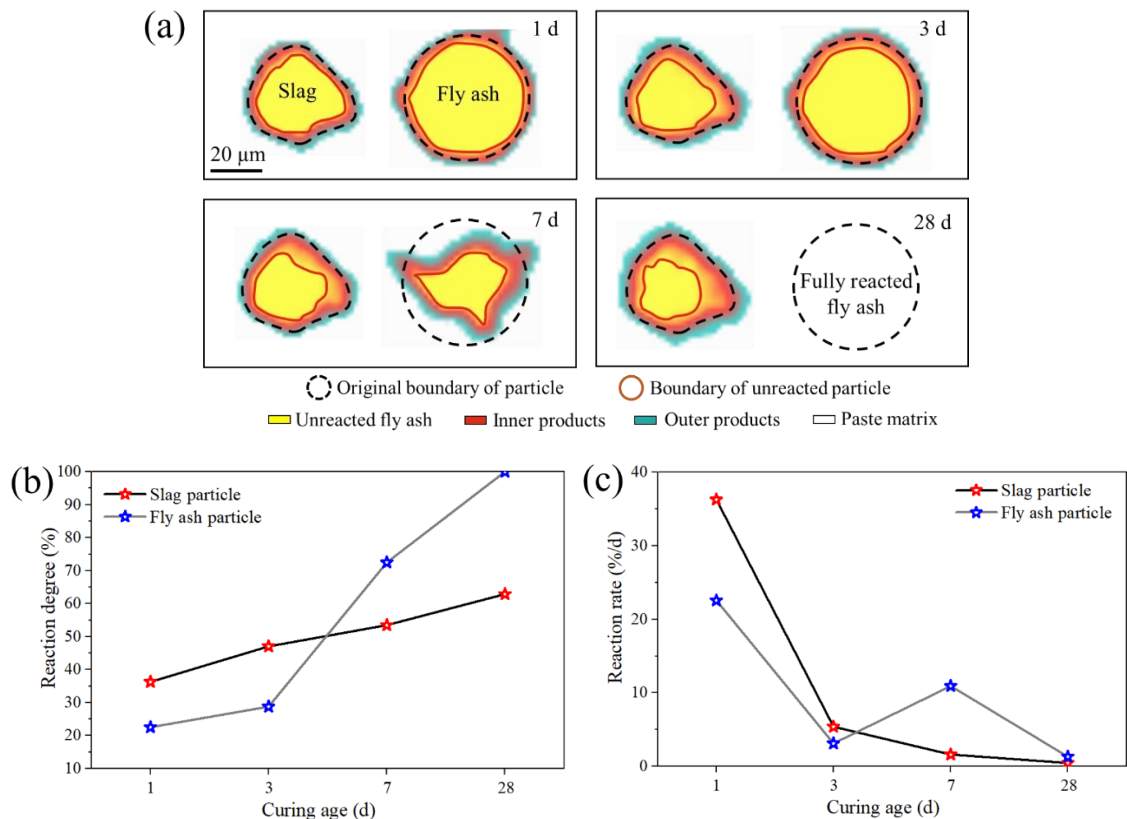 (a)
1 d
Slag
Fly ash
20 μm
3 d
7 d
28 d
Fully reacted
fly ash
Original boundary of particle
Boundary of unreacted particle
Unreacted fly ash
Inner products
Outer products
Paste matrix
(b)
Reaction degree (%)
100
90
80
70
60
50
40
30
20
10
Slag particle
Fly ash particle
1
3
7
28
Curing age (d)
(c)
Reaction rate (%/d)
40
30
20
10
0
Slag particle
Fly ash particle
1
3
7
28
Curing age (d)